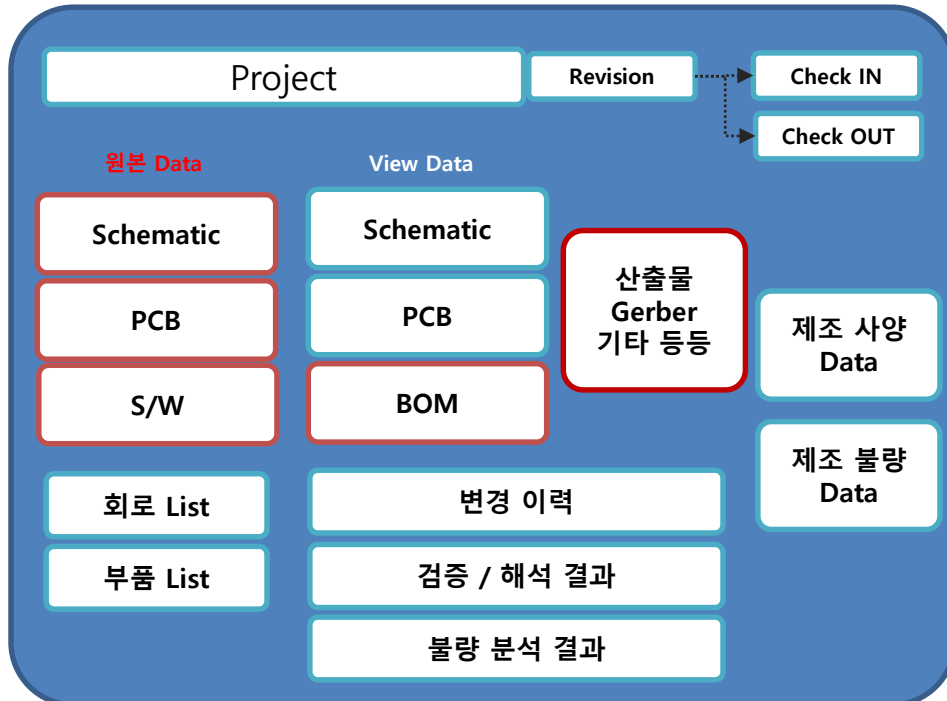 Project
Revision
Check IN
Check OUT
원본 Data
View Data
Schematic
Schematic
산출물
Gerber
기타 등등
PCB
PCB
제조 사양
Data
S/W
BOM
제조 불량
Data
회로 List
변경 이력
부품 List
검증 / 해석 결과
불량 분석 결과